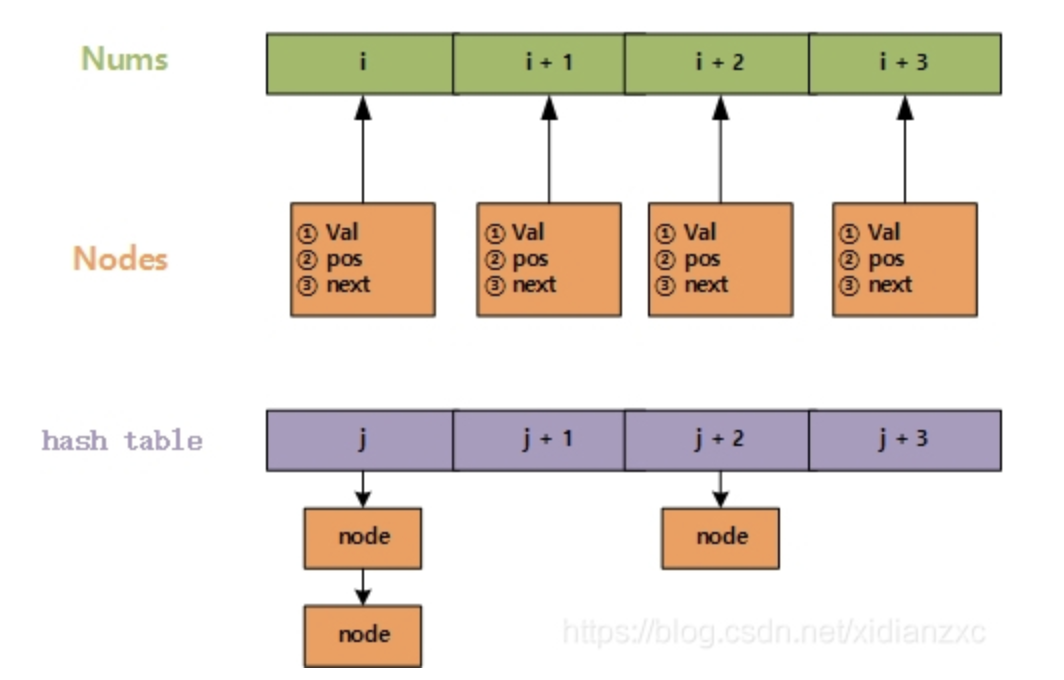 Nums
i
i + 1
i + 2
i + 3
Nodes
① Val
② pos
③ next
① Val
② pos
③ next
① Val
② pos
③ next
① Val
② pos
③ next
hash table
j
j + 1
j + 2
j + 3
node
node
node
https://blog.csdn.net/xidianzxc